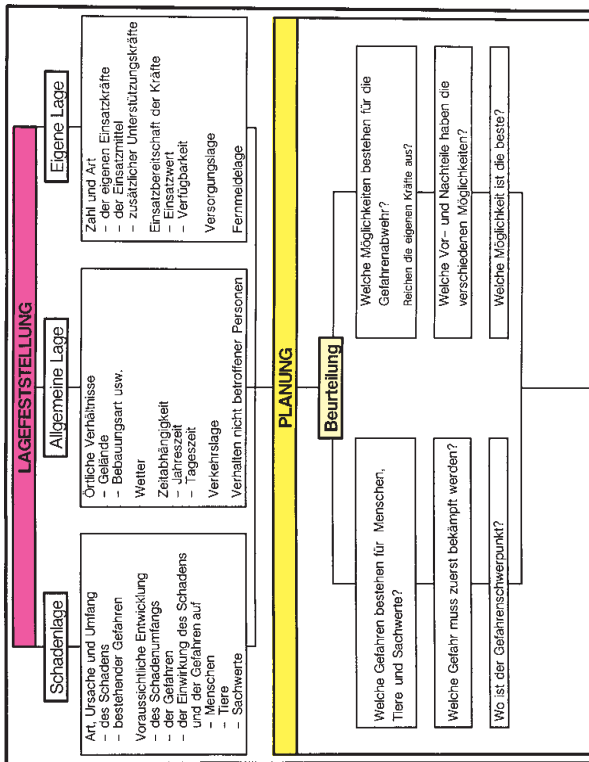 LAGEFESTSTELLUNG
Schadenlage
Art, Ursache und Umfang
- des Schadens
- bestehender Gefahren
Voraussichtliche Entwicklung
- des Schadenumfangs
- der Gefahren
- der Einwirkung des Schadens
und der Gefahren auf
- Menschen
- Tiere
- Sachwerte
Allgemeine Lage
Örtliche Verhältnisse
- Gelände
- Bebauungsart usw.
Wetter
Zeitabhängigkeit
- Jahreszeit
- Tageszeit
Verkehrslage
Verhalten nicht betroffener Personen
Eigene Lage
Zahl und Art
- der eigenen Einsatzkräfte
- der Einsatzmittel
- zusätzlicher Unterstützungskräfte
Einsatzbereitschaft der Kräfte
- Einsatzwert
- Verfügbarkeit
Versorgungslage
Fernmeldelage
PLANUNG
Beurteilung
Welche Gefahren bestehen für Menschen,
Tiere und Sachwerte?
Welche Gefahr muss zuerst bekämpft werden?
Wo ist der Gefahrenschwerpunkt?
Welche Möglichkeiten bestehen für die
Gefahrenabwehr?
Reichen die eigenen Kräfte aus?
Welche Vor- und Nachteile haben die
verschiedenen Möglichkeiten?
Welche Möglichkeit ist die beste?